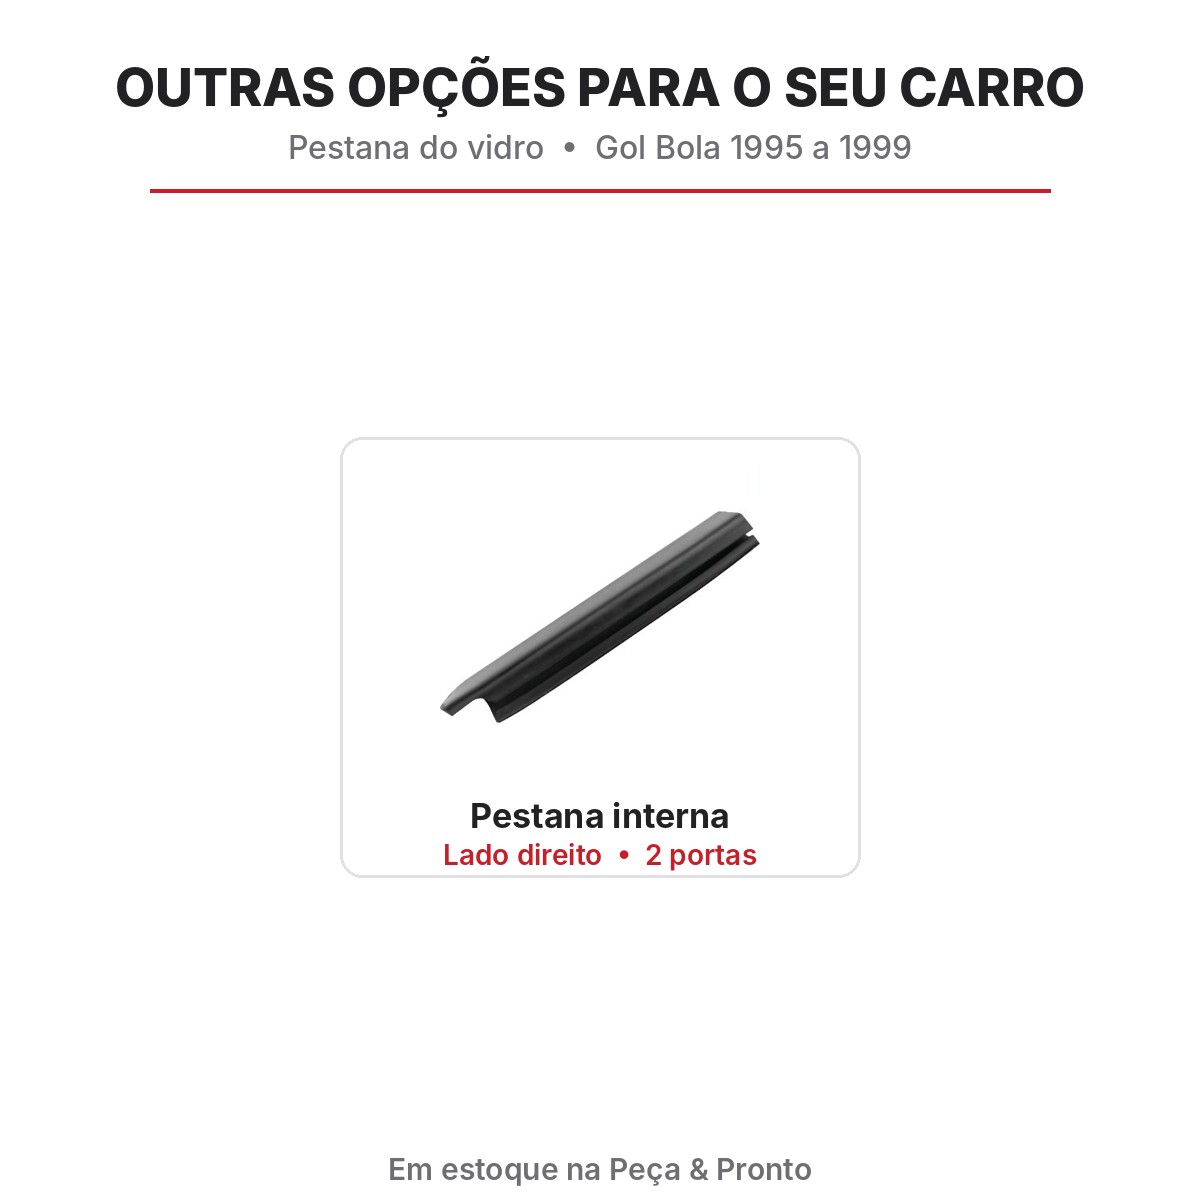 OUTRAS OPÇÕES PARA O SEU CARRO
Pestana do vidro • Gol Bola 1995 a 1999
Pestana interna
Lado direito • 2 portas
Em estoque na Peça & Pronto